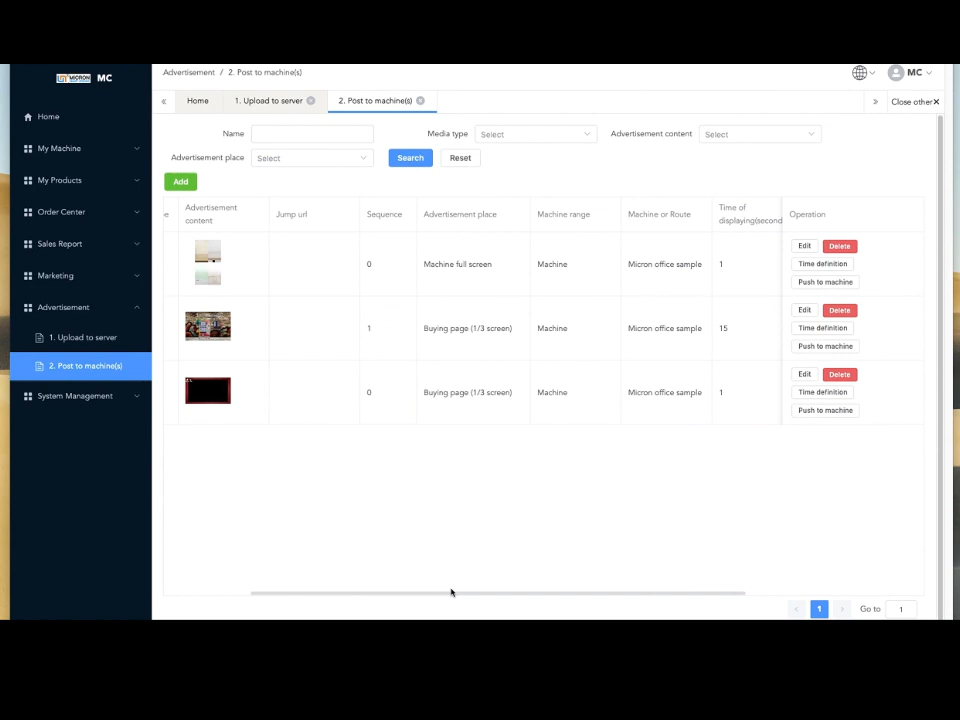 MICRON MC
Advertisement / 2. Post to machine(s)
MC
Home
1. Upload to server
2. Post to machine(s)
Close other
Home
My Machine
My Products
Order Center
Sales Report
Marketing
Advertisement
1. Upload to server
2. Post to machine(s)
System Management
Name
Media type Select
Advertisement content Select
Advertisement place Select
Search
Reset
Add
e Advertisement content Jump url Sequence Advertisement place Machine range Machine or Route Time of displaying(second Operation
0 Machine full screen Machine Micron office sample 1
Edit Delete
Time definition
Push to machine
1 Buying page (1/3 screen) Machine Micron office sample 15
Edit Delete
Time definition
Push to machine
0 Buying page (1/3 screen) Machine Micron office sample 1
Edit Delete
Time definition
Push to machine
1 Go to 1